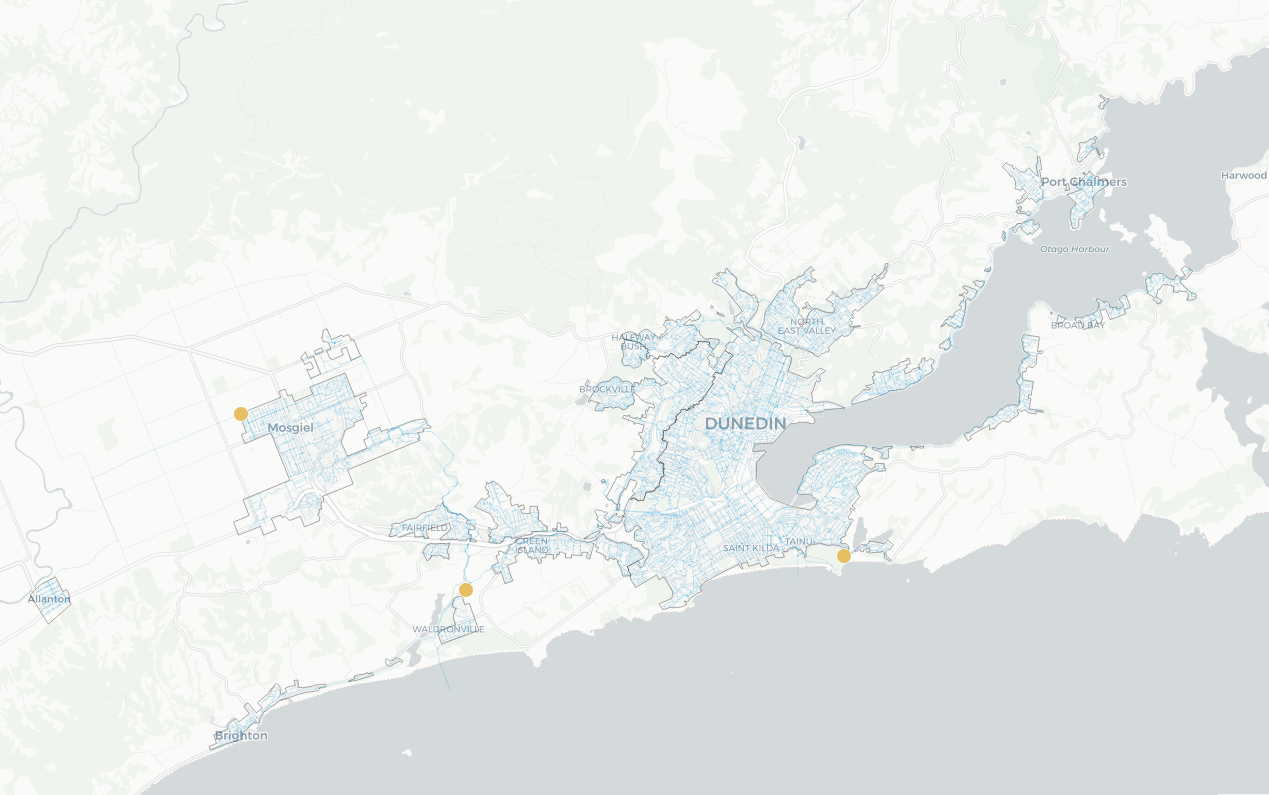 Port Chalmers
Harwood
Otago Harbour
NORTH
EAST VALLEY
BROAD BAY
HALFWAY
BUSH
BROCKVILLE
DUNEDIN
Mosgiel
FAIRFIELD
GREEN
ISLAND
SAINT KILDA
TAINUI
Allanton
WALDRONVILLE
Brighton